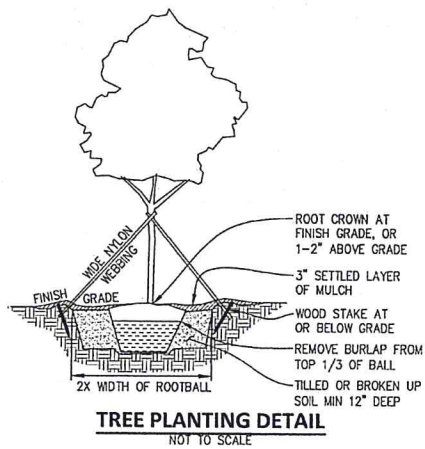 WIDE NYLON
WEBBING
ROOT CROWN AT
FINISH GRADE, OR
1-2" ABOVE GRADE
3" SETTLED LAYER
OF MULCH
FINISH GRADE
WOOD STAKE AT
OR BELOW GRADE
REMOVE BURLAP FROM
TOP 1/3 OF BALL
2X WIDTH OF ROOTBALL
TILLED OR BROKEN UP
SOIL MIN 12" DEEP
TREE PLANTING DETAIL
NOT TO SCALE